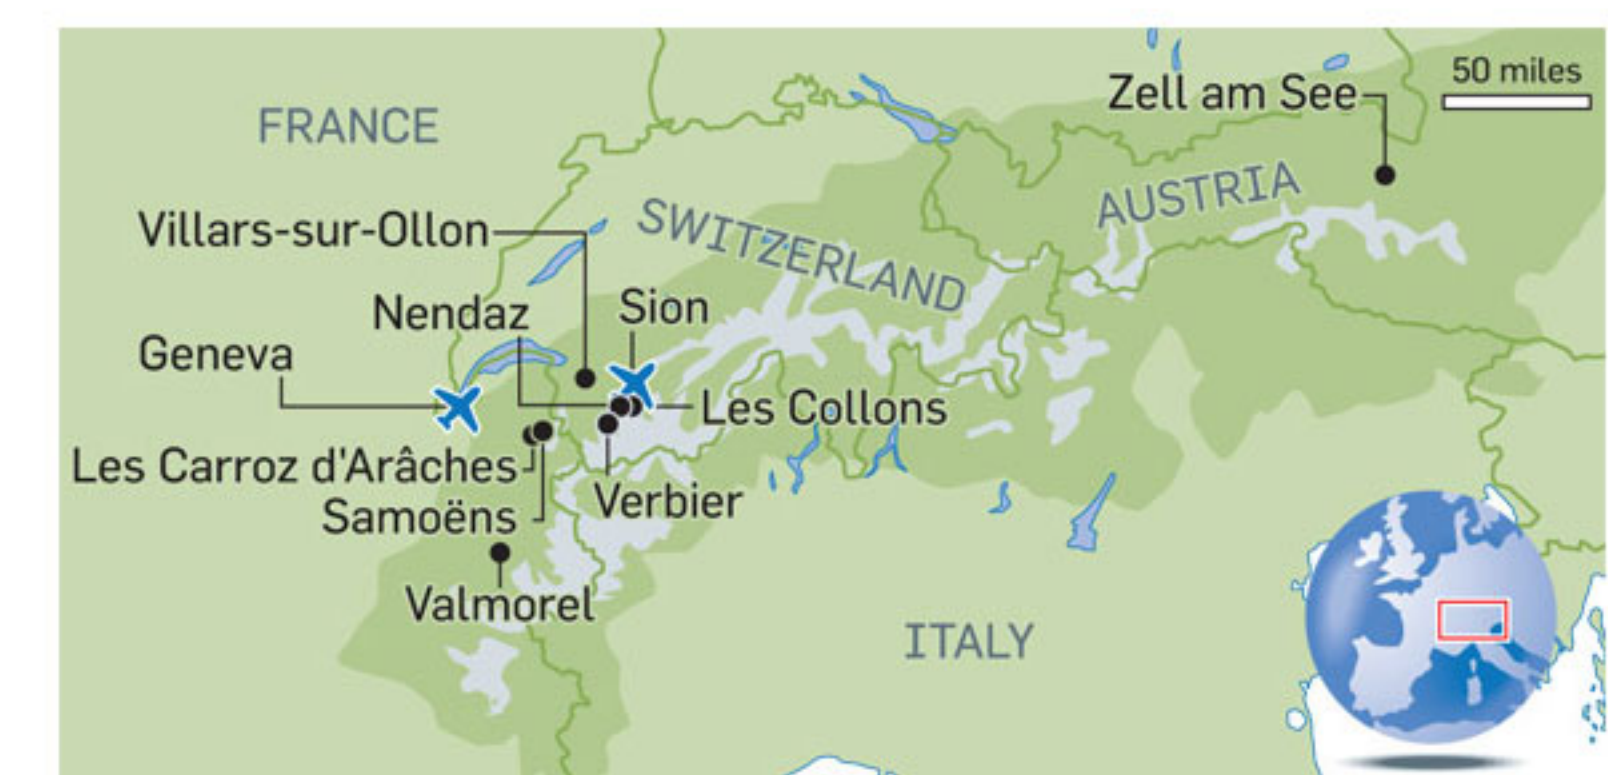 50 miles
Zell am See
FRANCE
AUSTRIA
Villars-sur-Ollon
SWITZERLAND
Nendaz
Sion
Geneva
Les Collons
Les Carroz d'Arâches
Verbier
Samoëns
Valmorel
ITALY